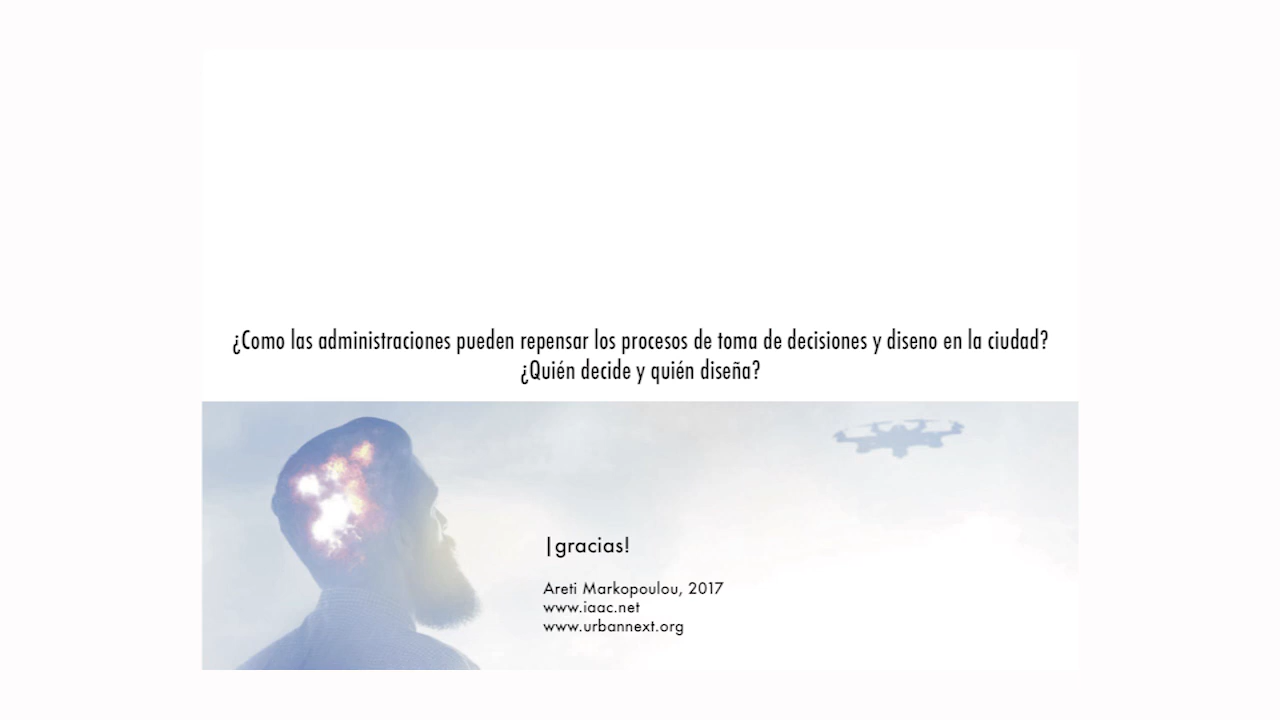 ¿Como las administraciones pueden repensar los procesos de toma de decisiones y diseno en la ciudad?
¿Quién decide y quién diseña?
|gracias!
Areti Markopoulou, 2017
www.iaac.net
www.urbannext.org